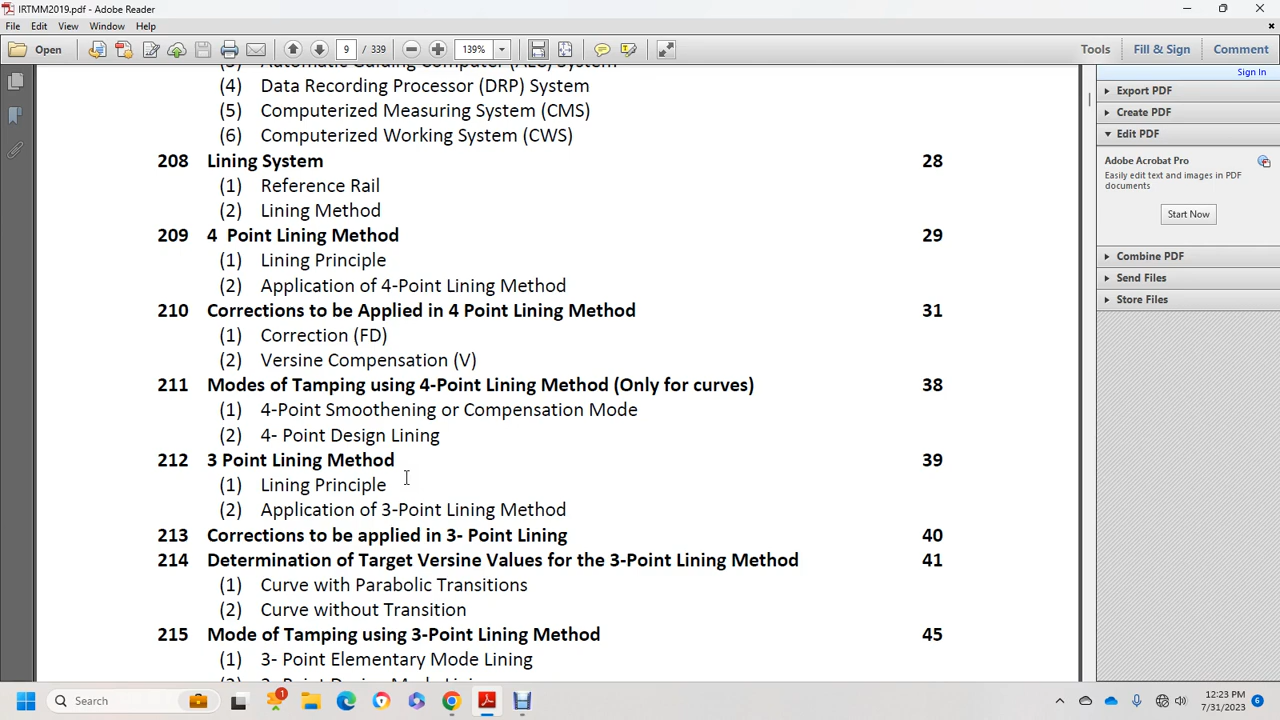 IRTMM2019.pdf - Adobe Reader
File Edit View Window Help
Open 9 / 339 139% Tools Fill & Sign Comment
Sign In
(3) Automatic Guiding Computer (ALC) System
(4) Data Recording Processor (DRP) System
(5) Computerized Measuring System (CMS)
(6) Computerized Working System (CWS)
208 Lining System 28
(1) Reference Rail
(2) Lining Method
209 4 Point Lining Method 29
(1) Lining Principle
(2) Application of 4-Point Lining Method
210 Corrections to be Applied in 4 Point Lining Method 31
(1) Correction (FD)
(2) Versine Compensation (V)
211 Modes of Tamping using 4-Point Lining Method (Only for curves) 38
(1) 4-Point Smoothening or Compensation Mode
(2) 4- Point Design Lining
212 3 Point Lining Method 39
(1) Lining Principle
(2) Application of 3-Point Lining Method
213 Corrections to be applied in 3- Point Lining 40
214 Determination of Target Versine Values for the 3-Point Lining Method 41
(1) Curve with Parabolic Transitions
(2) Curve without Transition
215 Mode of Tamping using 3-Point Lining Method 45
(1) 3- Point Elementary Mode Lining
Export PDF
Create PDF
Edit PDF
Adobe Acrobat Pro
Easily edit text and images in PDF
documents
Start Now
Combine PDF
Send Files
Store Files
Search
1
12:23 PM
7/31/2023
6